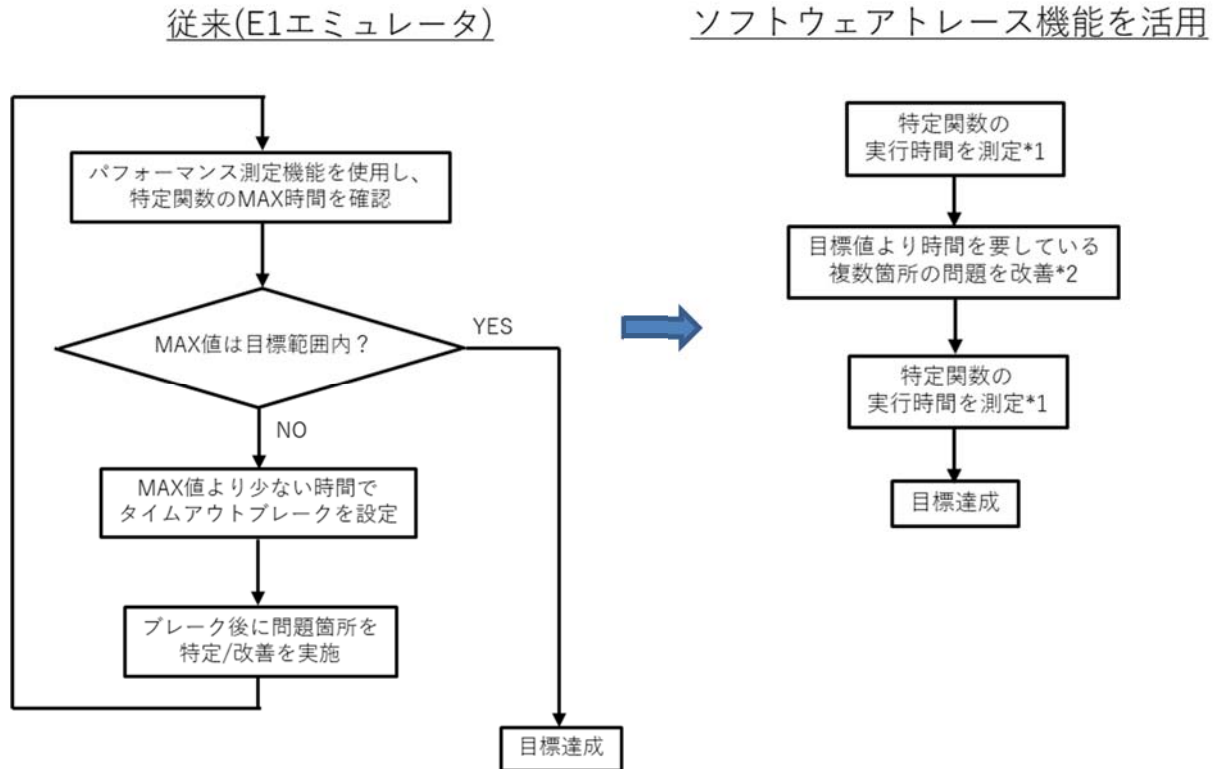 従来(E1エミュレータ)
パフォーマンス測定機能を使用し、
特定関数のMAX時間を確認
MAX値は目標範囲内？
YES
NO
MAX値より少ない時間で
タイムアウトブレークを設定
ブレーク後に問題箇所を
特定/改善を実施
目標達成
ソフトウェアトレース機能を活用
特定関数の
実行時間を測定*1
目標値より時間を要している
複数箇所の問題を改善*2
特定関数の
実行時間を測定*1
目標達成